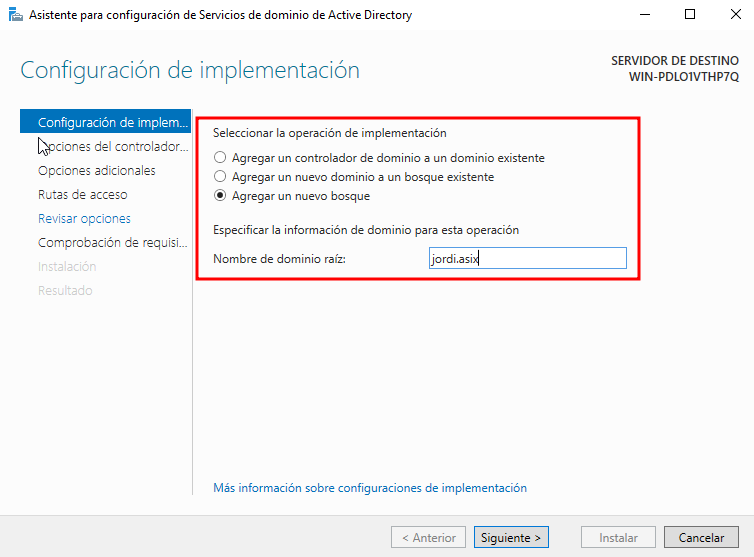 Asistente para configuración de Servicios de dominio de Active Directory
Configuración de implementación
SERVIDOR DE DESTINO
WIN-PDLO1VTHP7Q
Configuración de implem...
Opciones del controlador...
Opciones adicionales
Rutas de acceso
Revisar opciones
Comprobación de requisi...
Instalación
Resultado
Seleccionar la operación de implementación
Agregar un controlador de dominio a un dominio existente
Agregar un nuevo dominio a un bosque existente
Agregar un nuevo bosque
Especificar la información de dominio para esta operación
Nombre de dominio raíz: jordi.asix
Más información sobre configuraciones de implementación
< Anterior Siguiente > Instalar Cancelar